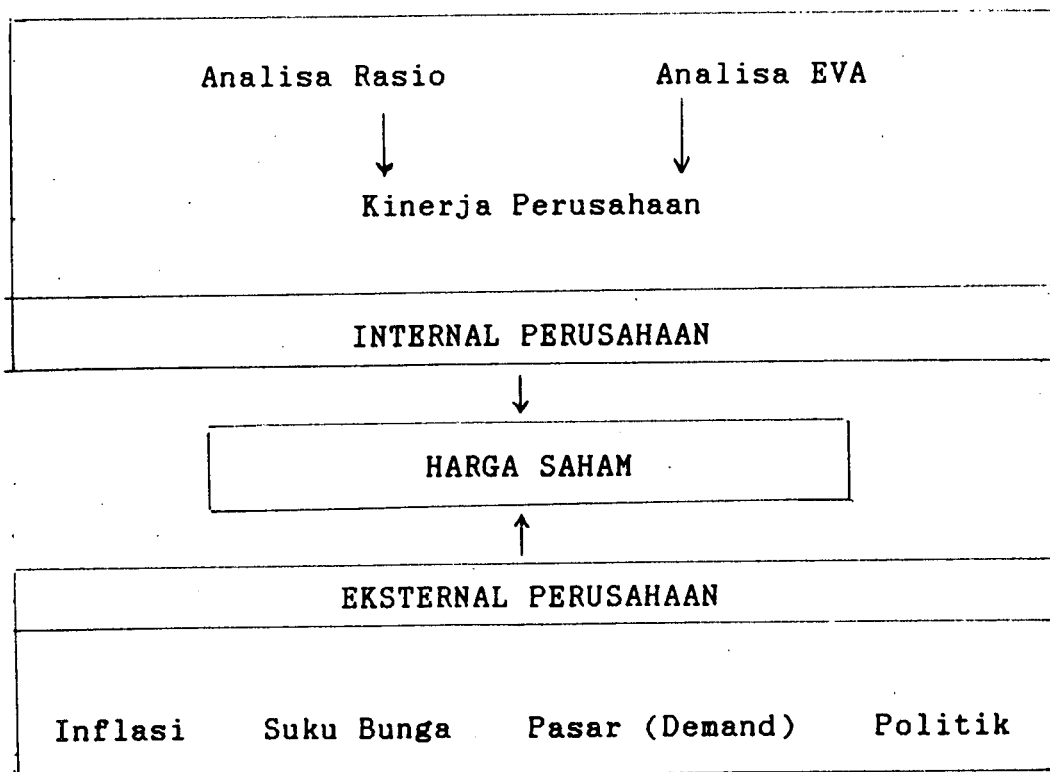 Analisa Rasio Analisa EVA
Kinerja Perusahaan
INTERNAL PERUSAHAAN
HARGA SAHAM
EKSTERNAL PERUSAHAAN
Inflasi Suku Bunga Pasar (Demand) Politik